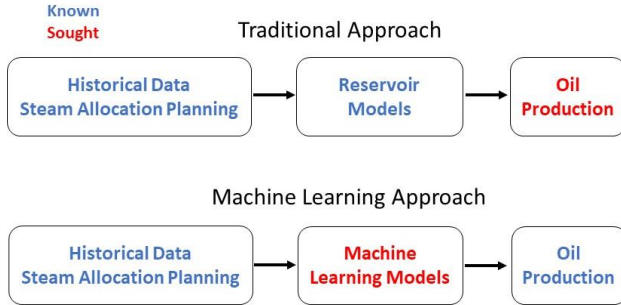 Known
Sought
Traditional Approach
Historical Data
Steam Allocation Planning
Reservoir
Models
Oil
Production
Machine Learning Approach
Historical Data
Steam Allocation Planning
Machine
Learning Models
Oil
Production